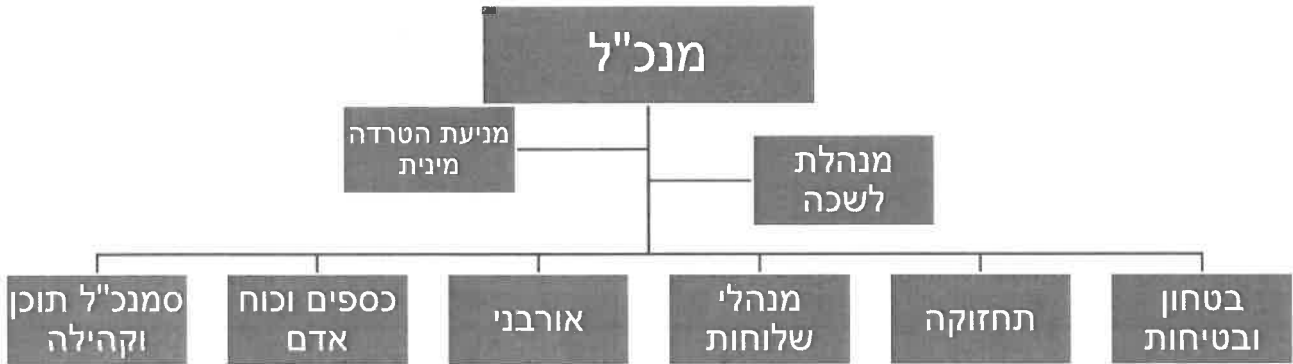 מנכ"ל
מניעת הטרדה
מינית
מנהלת
לשכה
בטחון
ובטיחות
תחזוקה
מנהלי
שלוחות
אורבני
כספים וכוח
אדם
סמנכ"ל תוכן
וקהילה